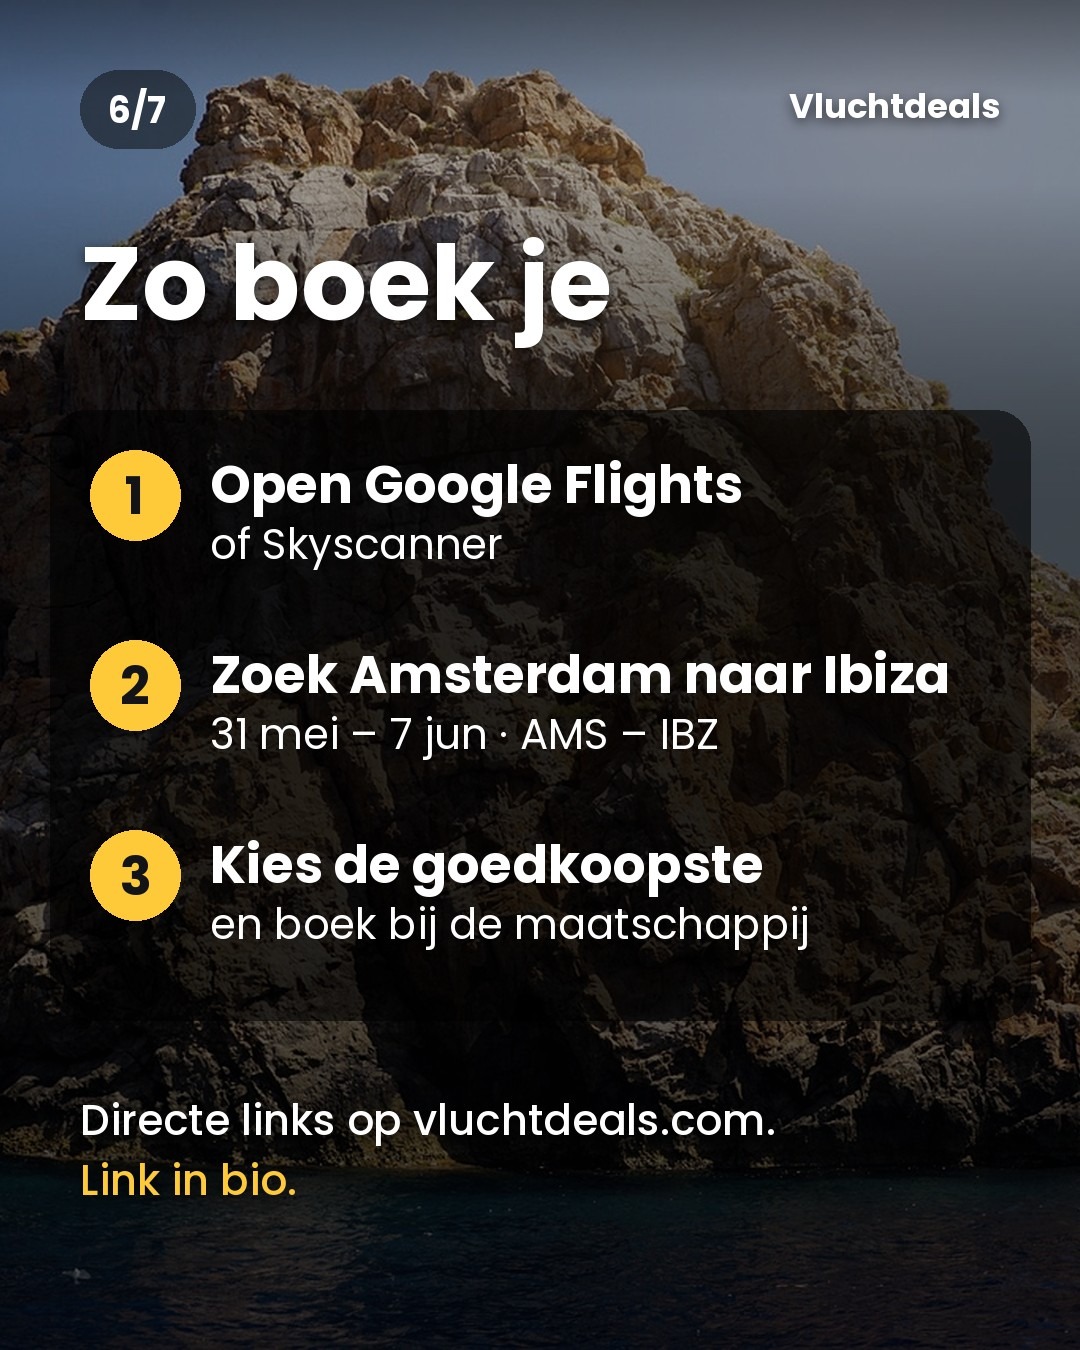 6/7
Vluchtdeals
Zo boek je
1
Open Google Flights
of Skyscanner
2
Zoek Amsterdam naar Ibiza
31 mei – 7 jun · AMS – IBZ
3
Kies de goedkoopste
en boek bij de maatschappij
Directe links op vluchtdeals.com.
Link in bio.